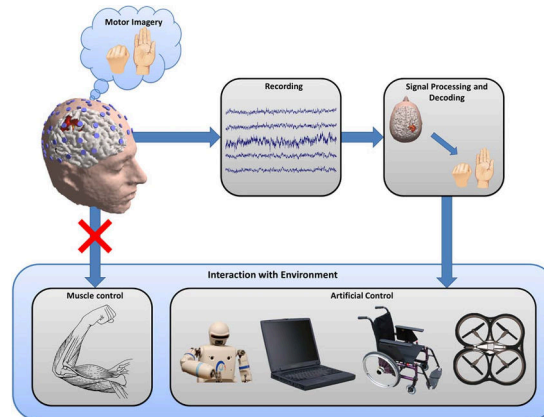 Motor Imagery
Recording
Signal Processing and
Decoding
Interaction with Environment
Muscle control
Artificial Control